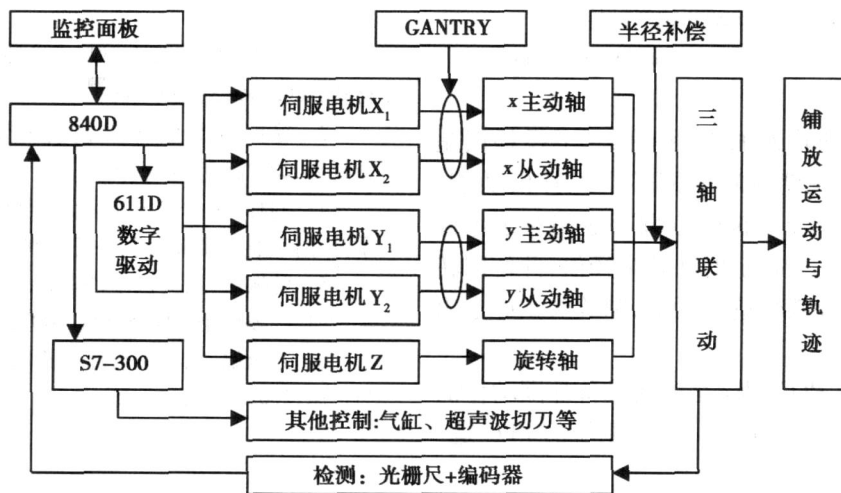 监控面板
GANTRY
半径补偿
840D
伺服电机X₁
x主动轴
伺服电机X₂
x从动轴
611D
数字
驱动
伺服电机Y₁
y主动轴
伺服电机Y₂
y从动轴
S7-300
伺服电机Z
旋转轴
三轴联动
铺放运动与轨迹
其他控制:气缸、超声波切刀等
检测：光栅尺+编码器